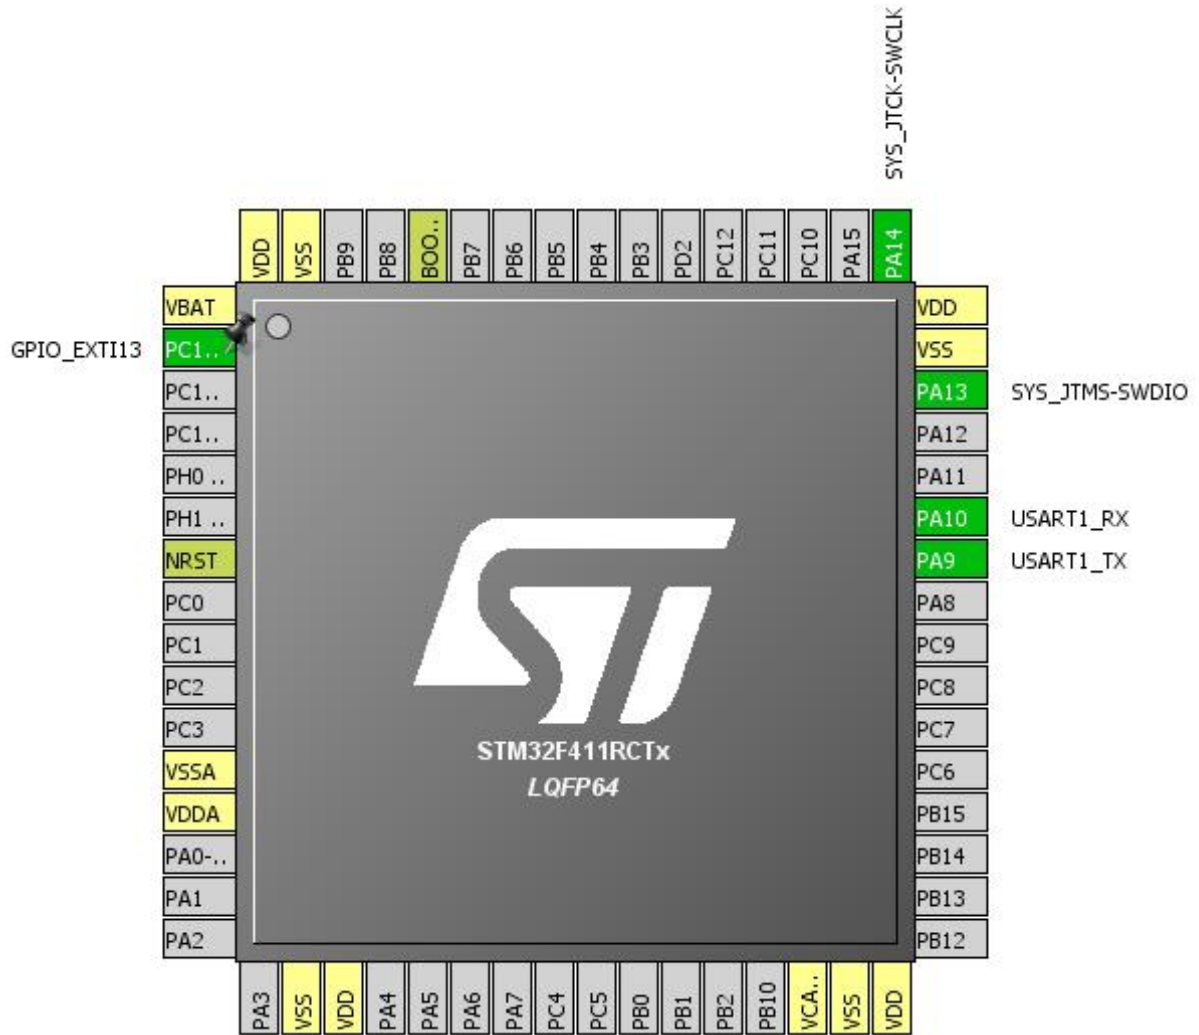 SYS_JTCK-SWCLK
VDD
VSS
PB9
PB8
BOO..
PB7
PB6
PB5
PB4
PB3
PD2
PC12
PC11
PC10
PA15
PA14
VBAT
GPIO_EXTI13 PC1..
PC1..
PC1..
PH0 ..
PH1 ..
NRST
PC0
PC1
PC2
PC3
VSSA
VDDA
PA0-..
PA1
PA2
ST
STM32F411RCTx
LQFP64
VDD
VSS
PA13 SYS_JTMS-SWDIO
PA12
PA11
PA10 USART1_RX
PA9 USART1_TX
PA8
PC9
PC8
PC7
PC6
PB15
PB14
PB13
PB12
PA3
VSS
VDD
PA4
PA5
PA6
PA7
PC4
PC5
PB0
PB1
PB2
PB10
VCA..
VSS
VDD